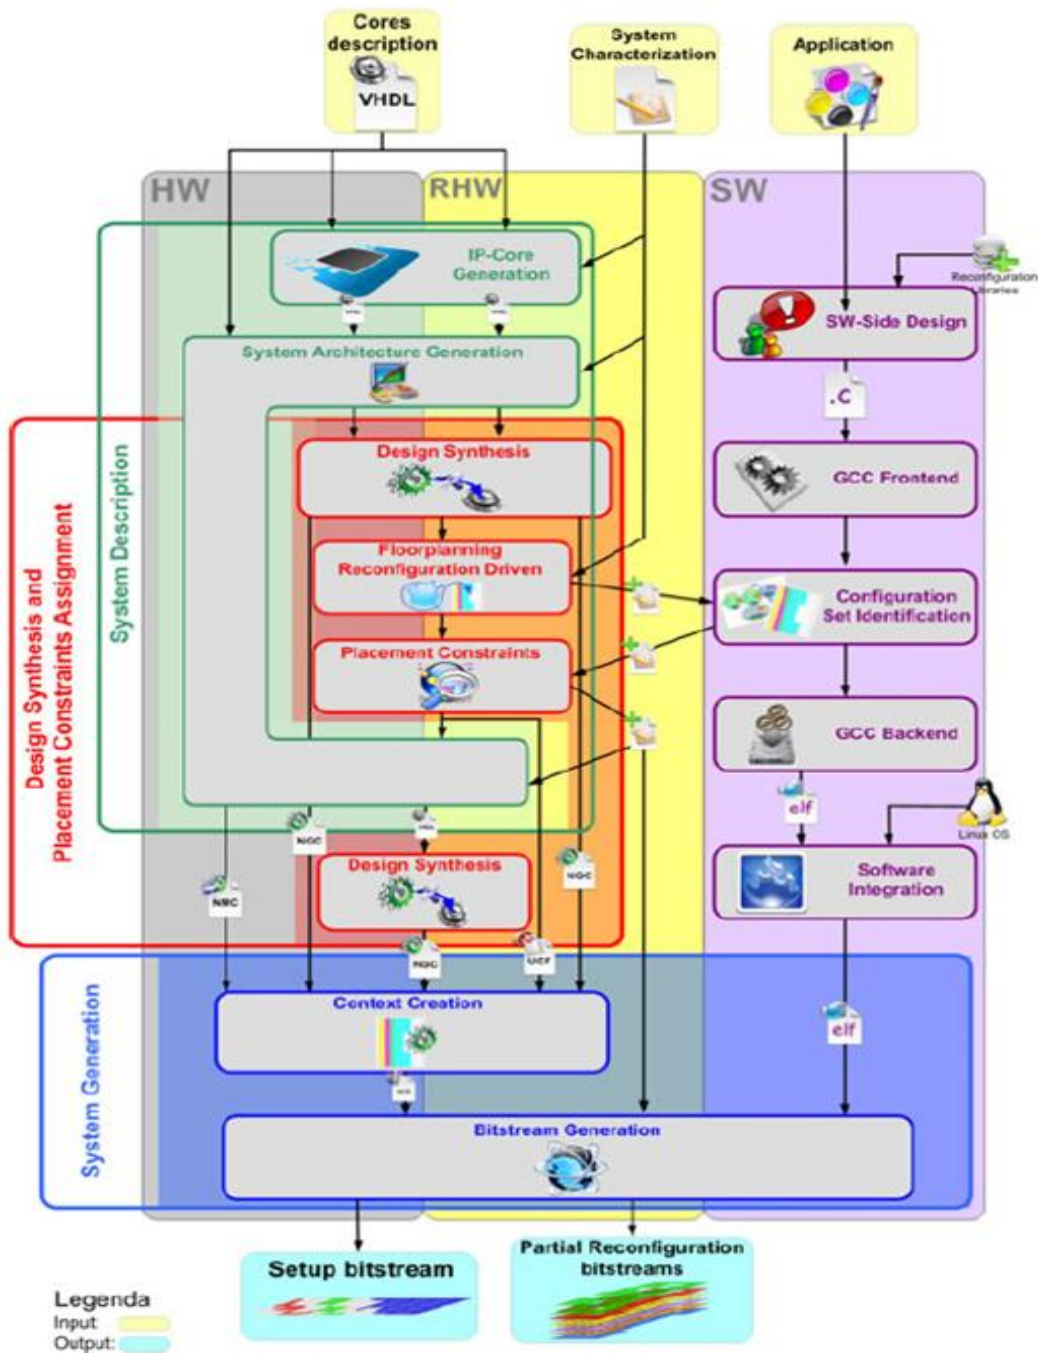 Cores
description
VHDL
System
Characterization
Application
HW
RHW
SW
IP-Core
Generation
Reconfiguration
Libraries
SW-Side Design
System Architecture Generation
.C
Design Synthesis
GCC Frontend
System Description
Design Synthesis and
Placement Constraints Assignment
Floorplanning
Reconfiguration Driven
Configuration
Set Identification
Placement Constraints
GCC Backend
elf
Linux OS
NGC
Design Synthesis
NGC
Software
Integration
NMC
NGC
UCF
System Generation
Context Creation
elf
Bitstream Generation
Setup bitstream
Partial Reconfiguration
bitstreams
Legenda
Input:
Output: